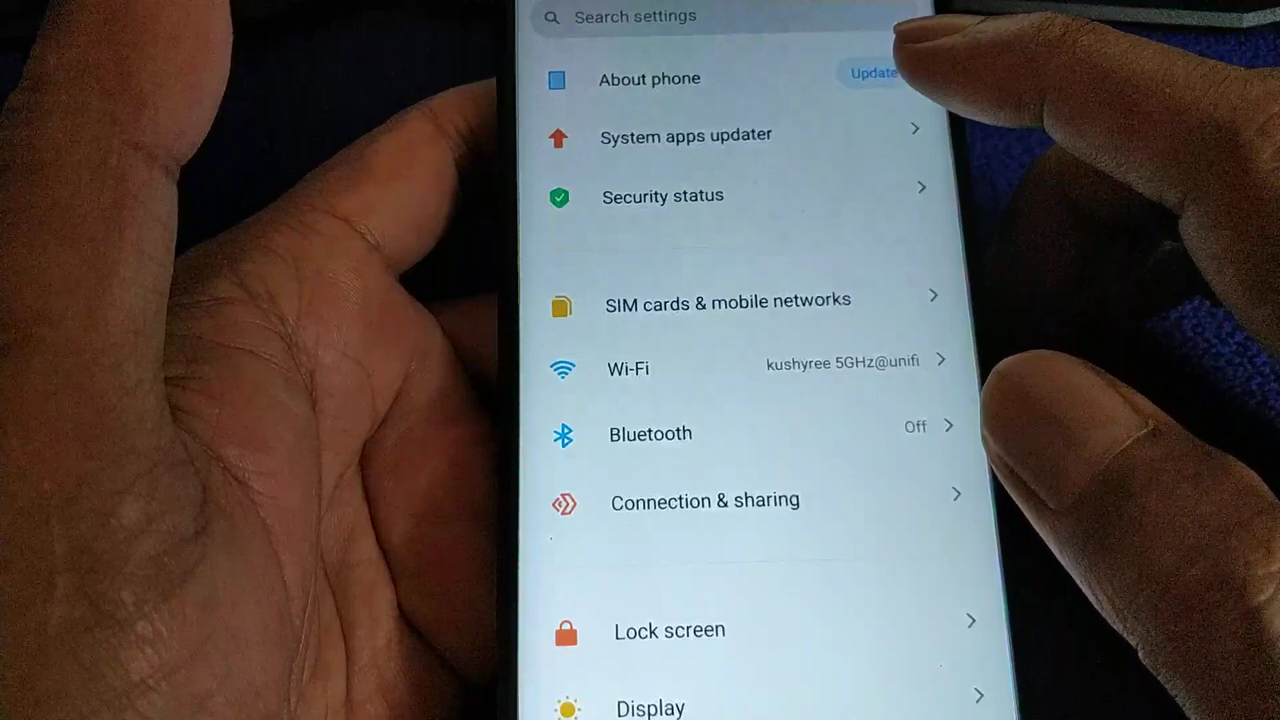 Search settings
About phone Update
System apps updater
Security status
SIM cards & mobile networks
Wi-Fi kushyree 5GHz@unifi
Bluetooth Off
Connection & sharing
Lock screen
Display